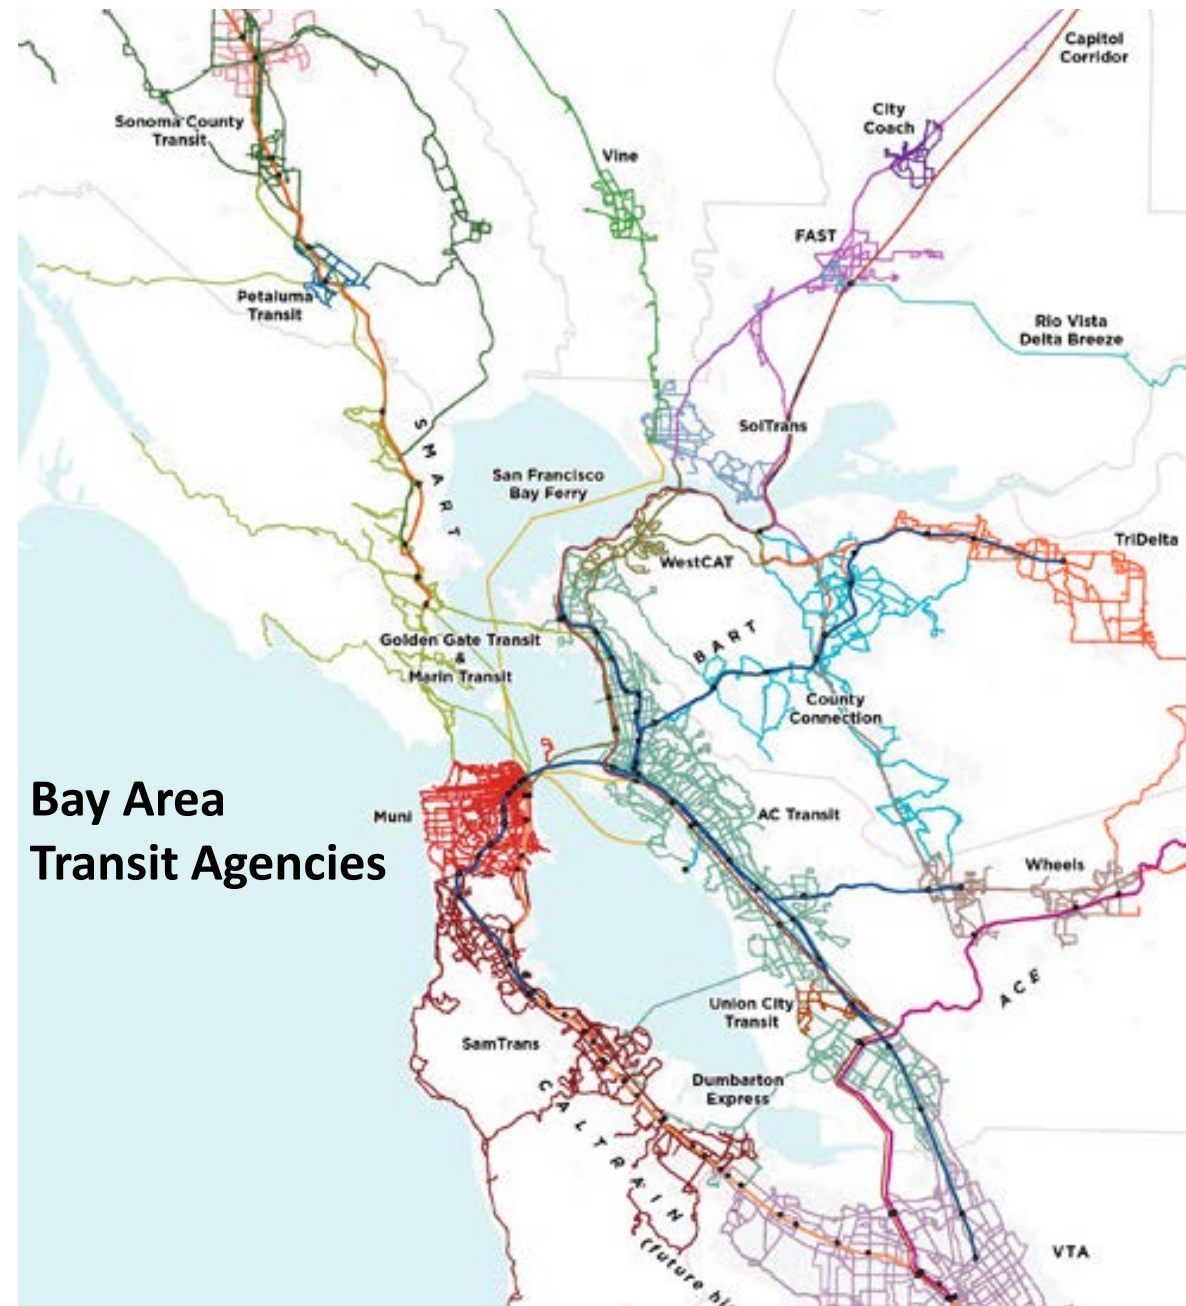 Capitol
Corridor
City
Coach
Sonoma County
Transit
Vine
FAST
Petaluma
Transit
Rio Vista
Delta Breeze
SMART
SolTrans
San Francisco
Bay Ferry
TriDelta
WestCAT
BART
Golden Gate Transit
&
Marin Transit
County
Connection
Bay Area
Transit Agencies
Muni
AC Transit
Wheels
ACE
Union City
Transit
SamTrans
Dumbarton
Express
CALTRAIN
(future
VTA